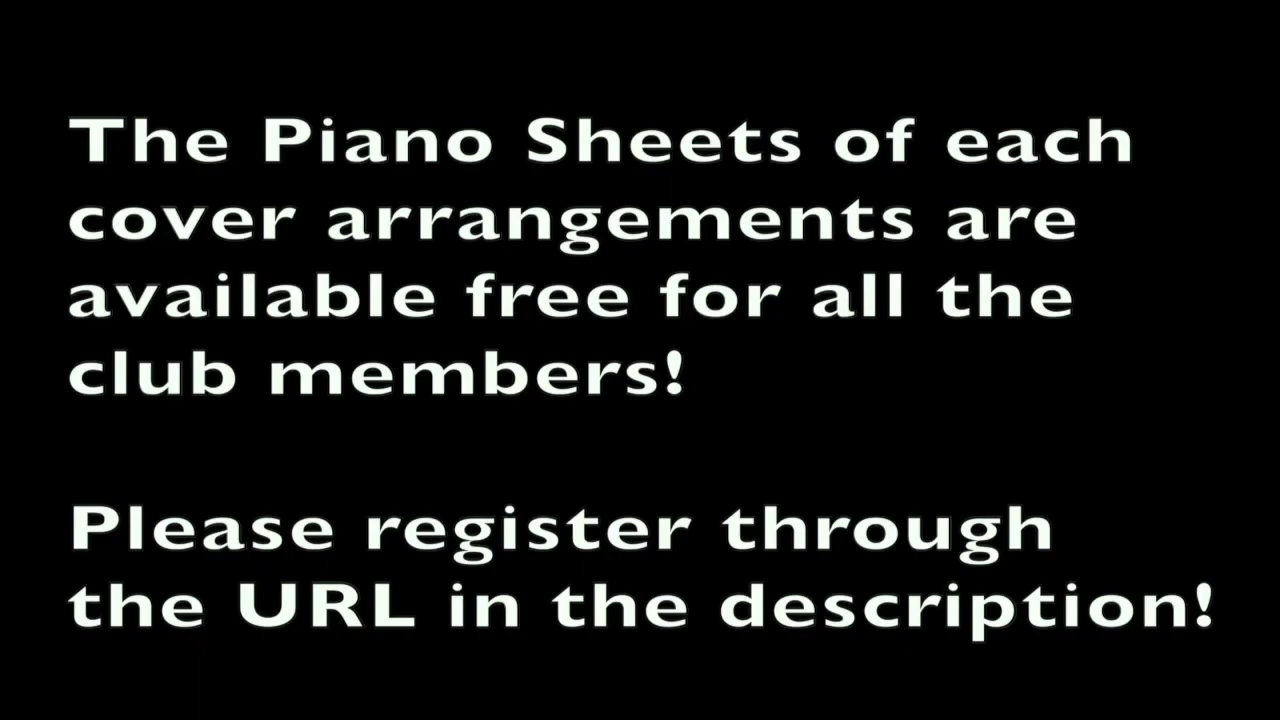 The Piano Sheets of each
cover arrangements are
available free for all the
club members!
Please register through
the URL in the description!